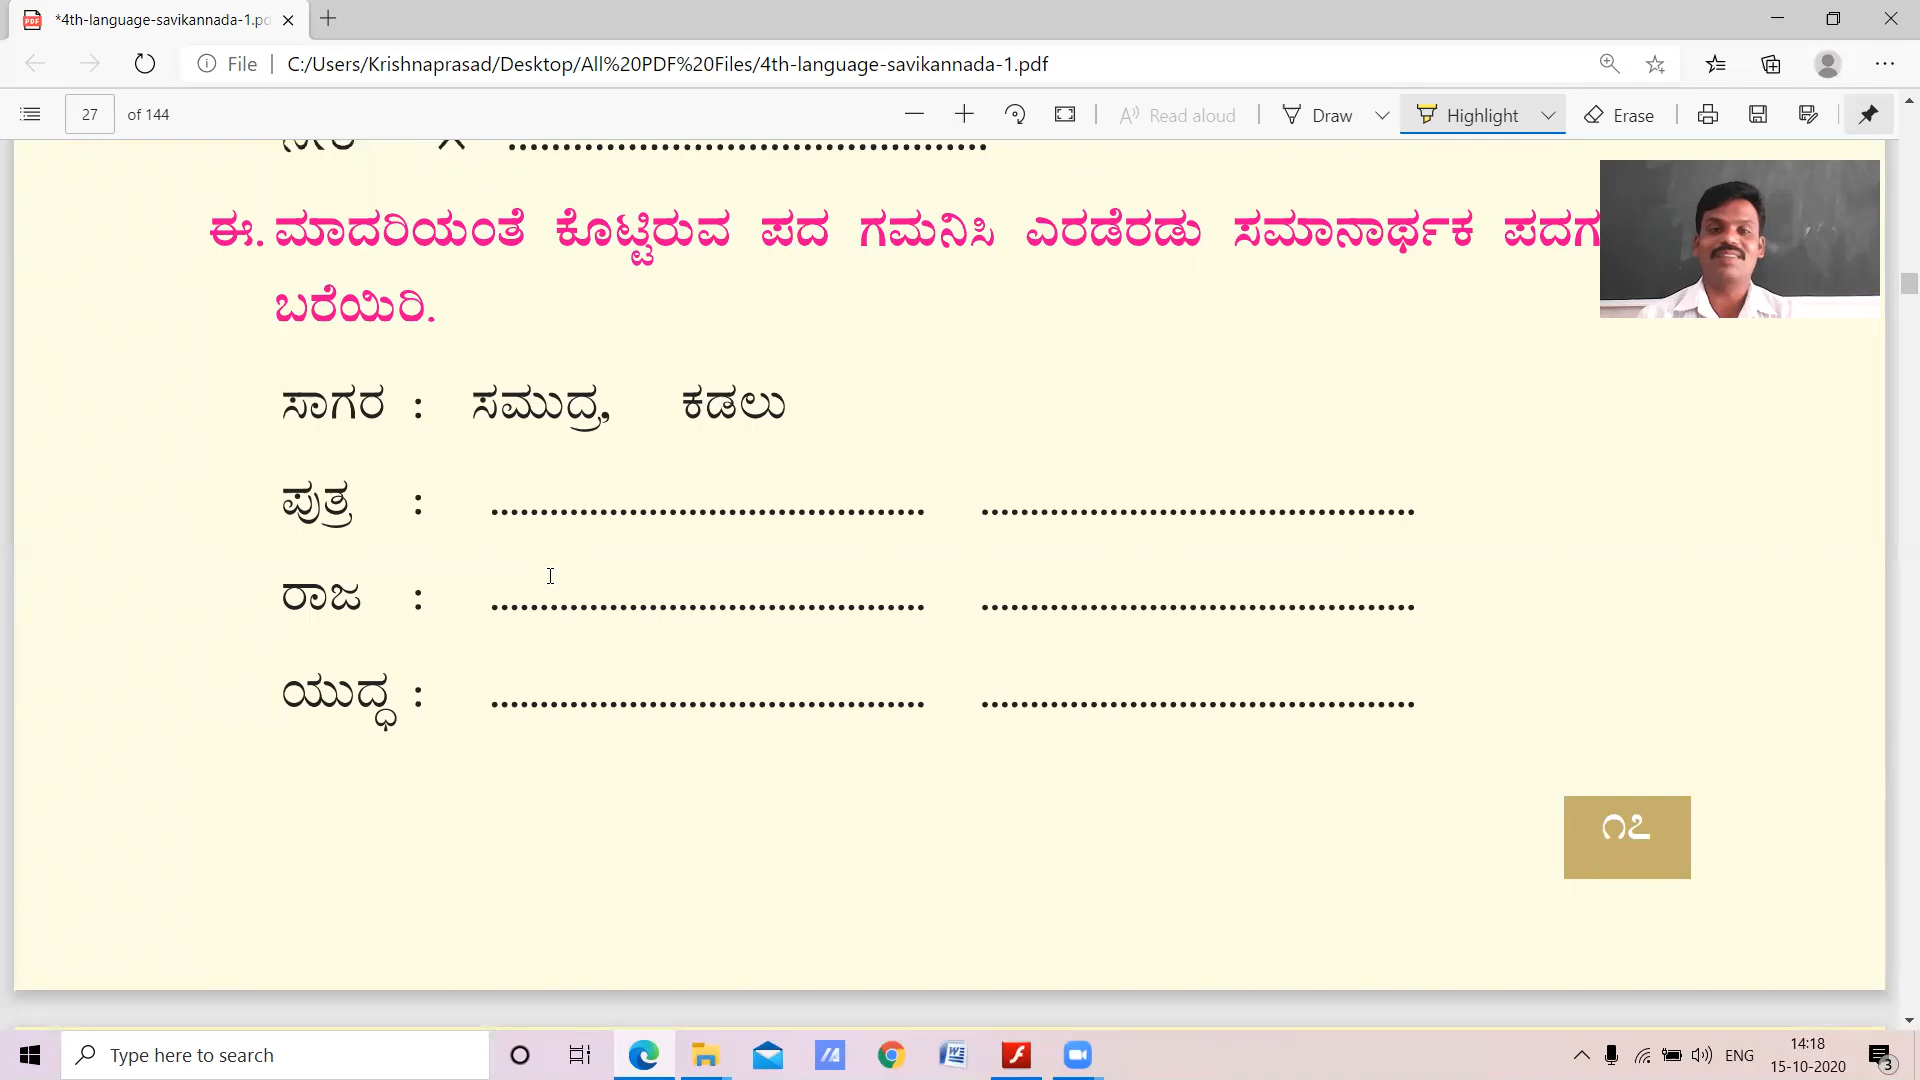 *4th-language-savikannada-1.pd
File
C:/Users/Krishnaprasad/Desktop/All%20PDF%20Files/4th-language-savikannada-1.pdf
27 of 144
Read aloud
Draw
Highlight
Erase
× ................................................
ಈ. ಮಾದರಿಯಂತೆ ಕೊಟ್ಟಿರುವ ಪದ ಗಮನಿಸಿ ಎರಡೆರಡು ಸಮಾನಾರ್ಥಕ ಪದಗ
ಬರೆಯಿರಿ.
ಸಾಗರ : ಸಮುದ್ರ, ಕಡಲು
ಪುತ್ರ : ............................................ ............................................
ರಾಜ : ............................................ ............................................
ಯುದ್ಧ : ............................................ ............................................
೧೭
Type here to search
ENG
14:18
15-10-2020
3